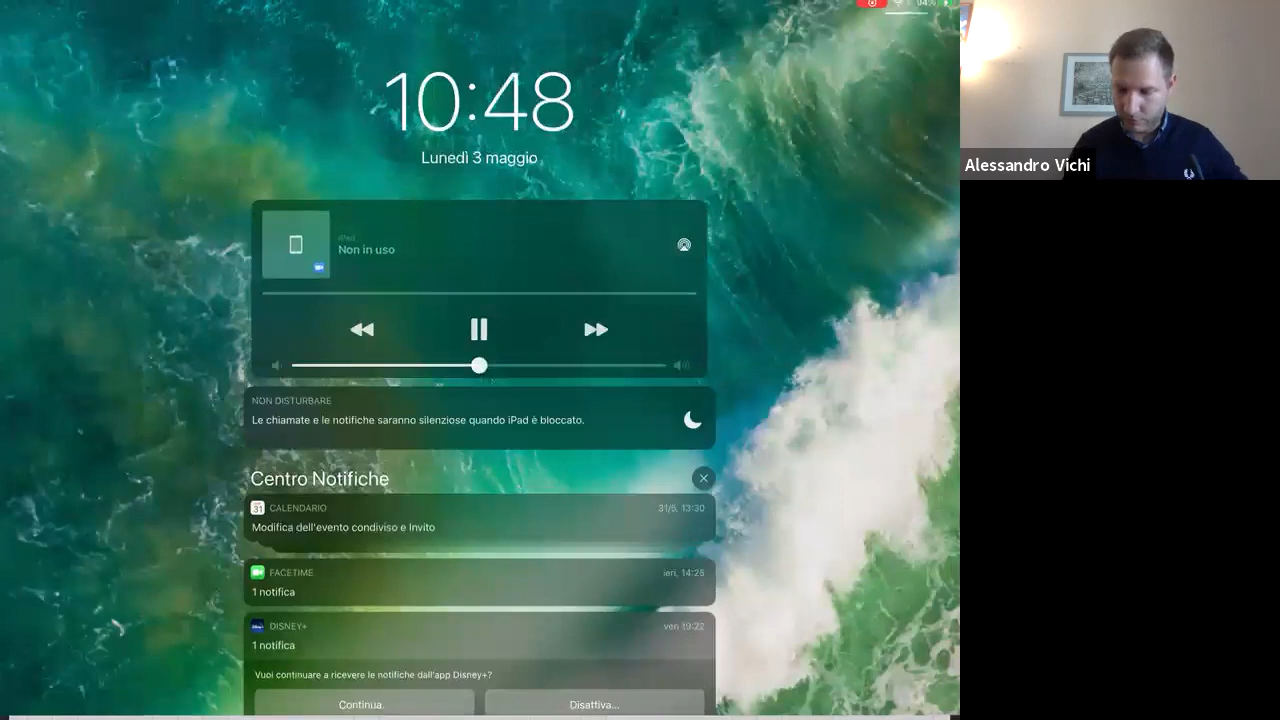 94%
10:48
Lunedì 3 maggio
iPad
Non in uso
NON DISTURBARE
Le chiamate e le notifiche saranno silenziose quando iPad è bloccato.
Centro Notifiche
31
CALENDARIO
31/5, 13:30
Modifica dell'evento condiviso e Invito
FACETIME
ieri, 14:25
1 notifica
DISNEY+
ven 19:22
1 notifica
Vuoi continuare a ricevere le notifiche dall'app Disney+?
Continua.
Disattiva...
Alessandro Vichi